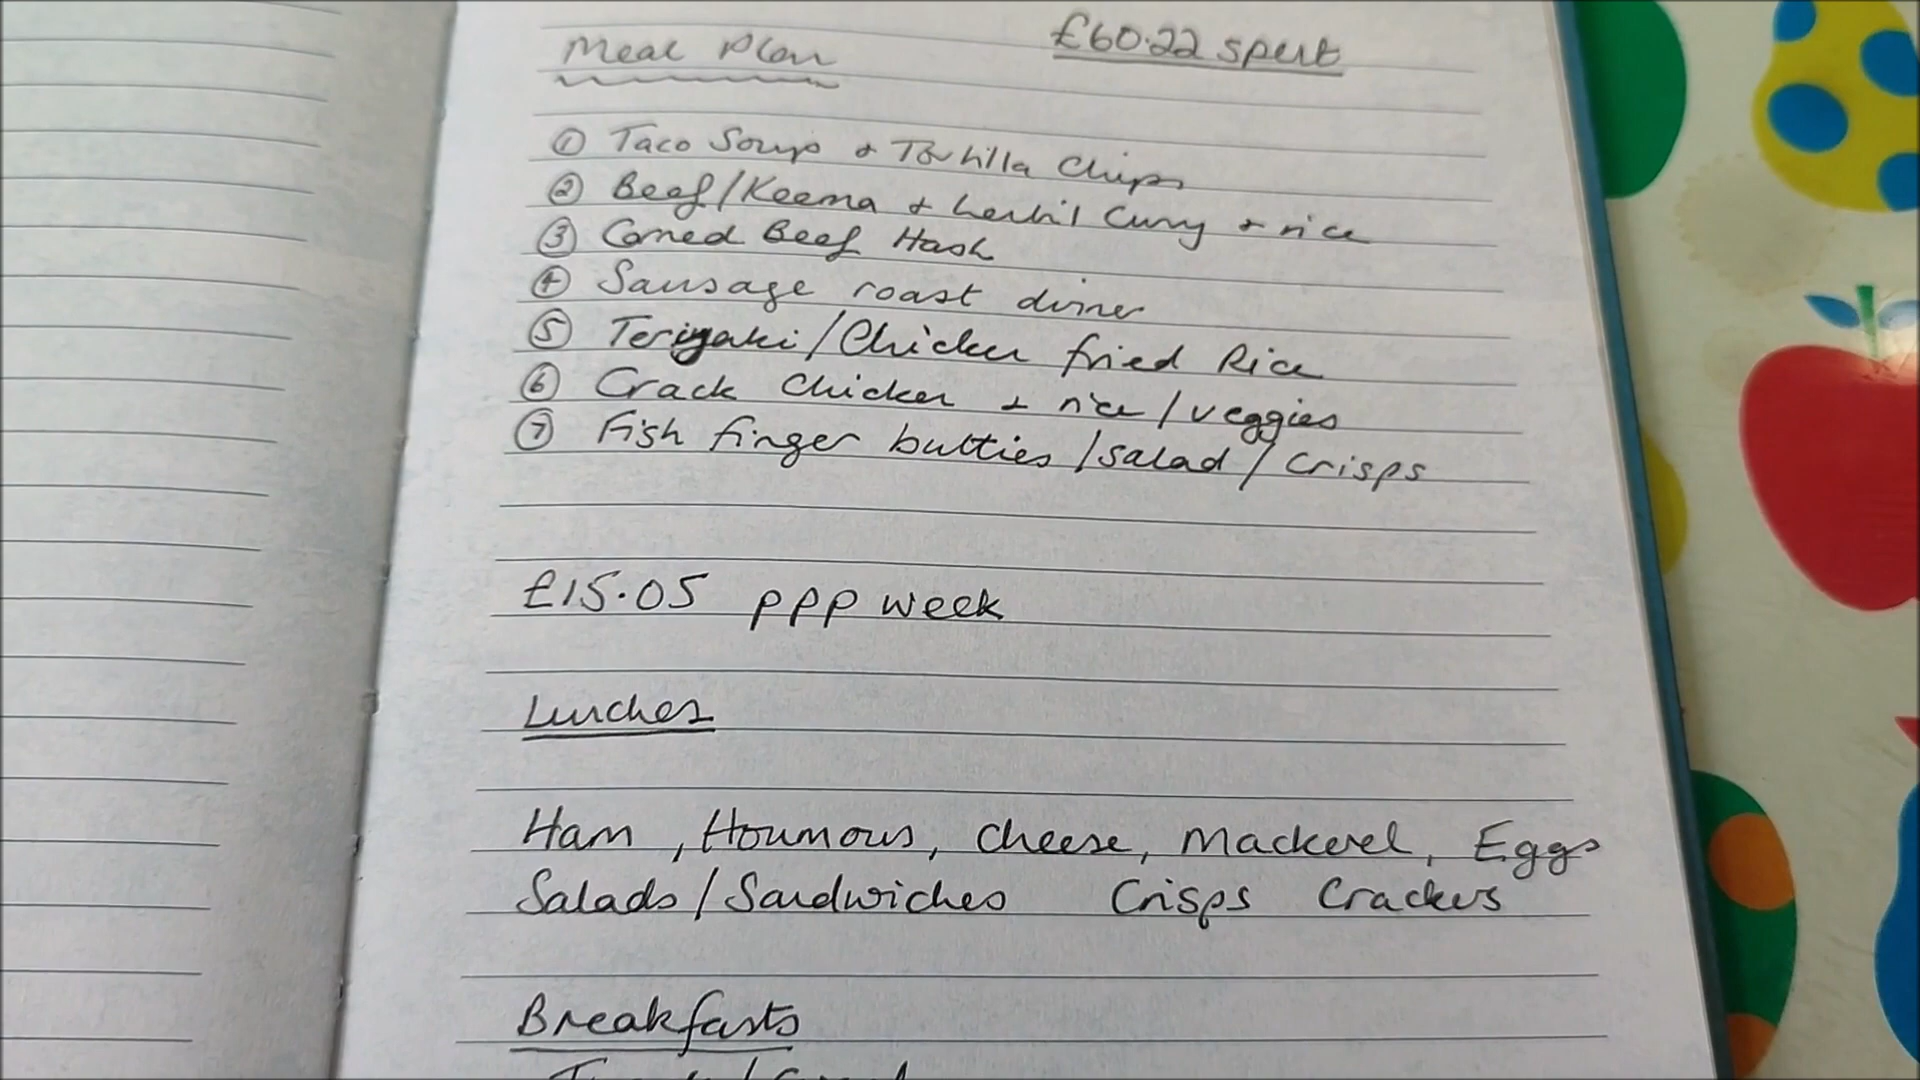 Meal Plan
£60.22 spent
① Taco Soup + Tortilla Chips
② Beef/Keema + Lentil Curry + rice
③ Corned Beef Hash
④ Sausage roast dinner
⑤ Teriyaki/Chicken fried Rice
⑥ Crack Chicken + rice/veggies
⑦ Fish finger butties/salad/crisps
£15.05 ppp week
Lunches
Ham, Houmous, Cheese, Mackerel, Eggs
Salads/Sandwiches Crisps Crackers
Breakfasts